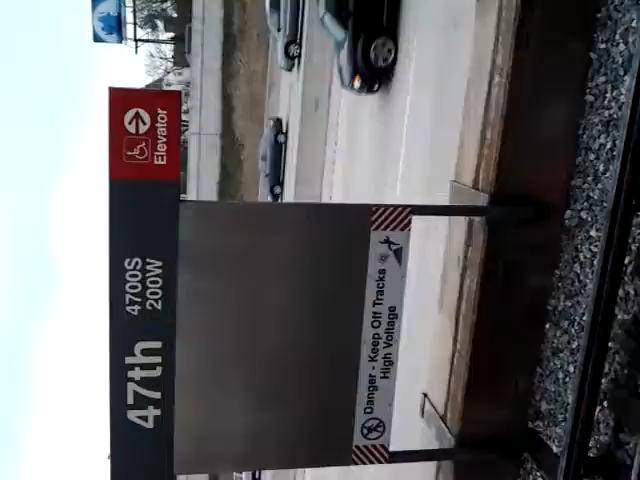 47th
4700S
200W
Elevator
Danger - Keep Off Tracks
High Voltage